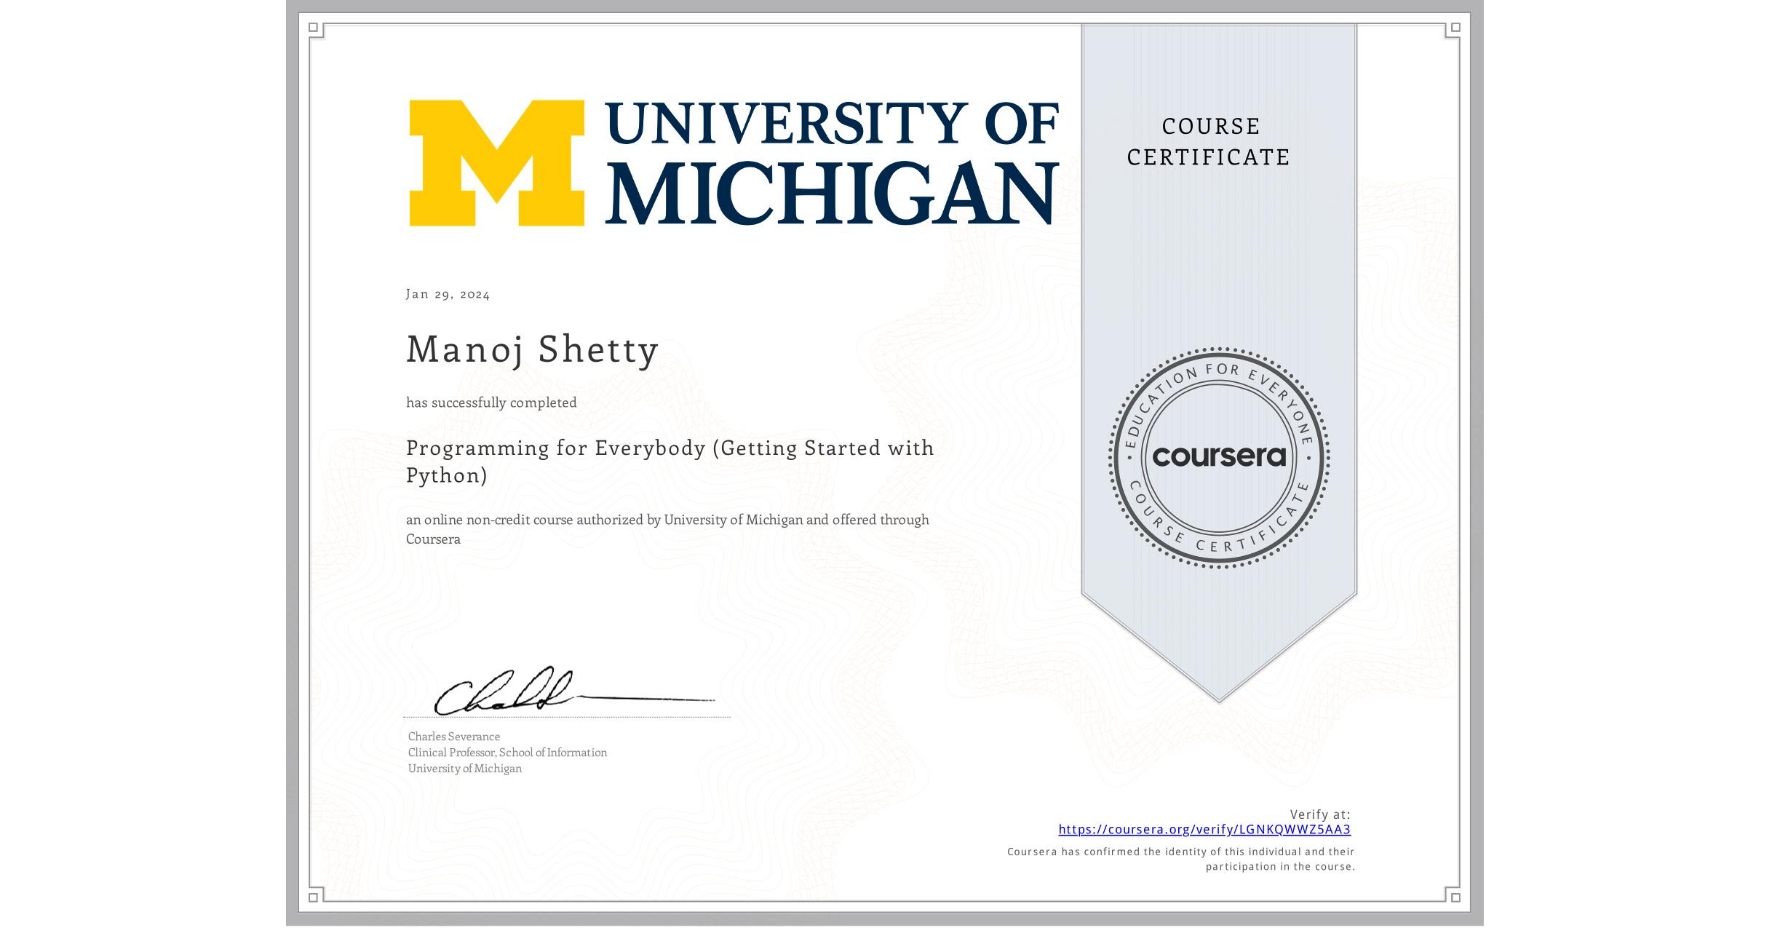 UNIVERSITY OF
MICHIGAN
COURSE
CERTIFICATE
Jan 29, 2024
Manoj Shetty
has successfully completed
Programming for Everybody (Getting Started with
Python)
an online non-credit course authorized by University of Michigan and offered through
Coursera
EDUCATION FOR EVERYONE
coursera
COURSE CERTIFICATE
Charles Severance
Clinical Professor, School of Information
University of Michigan
Verify at:
https://coursera.org/verify/LGNKQWWZ5AA3
Coursera has confirmed the identity of this individual and their
participation in the course.